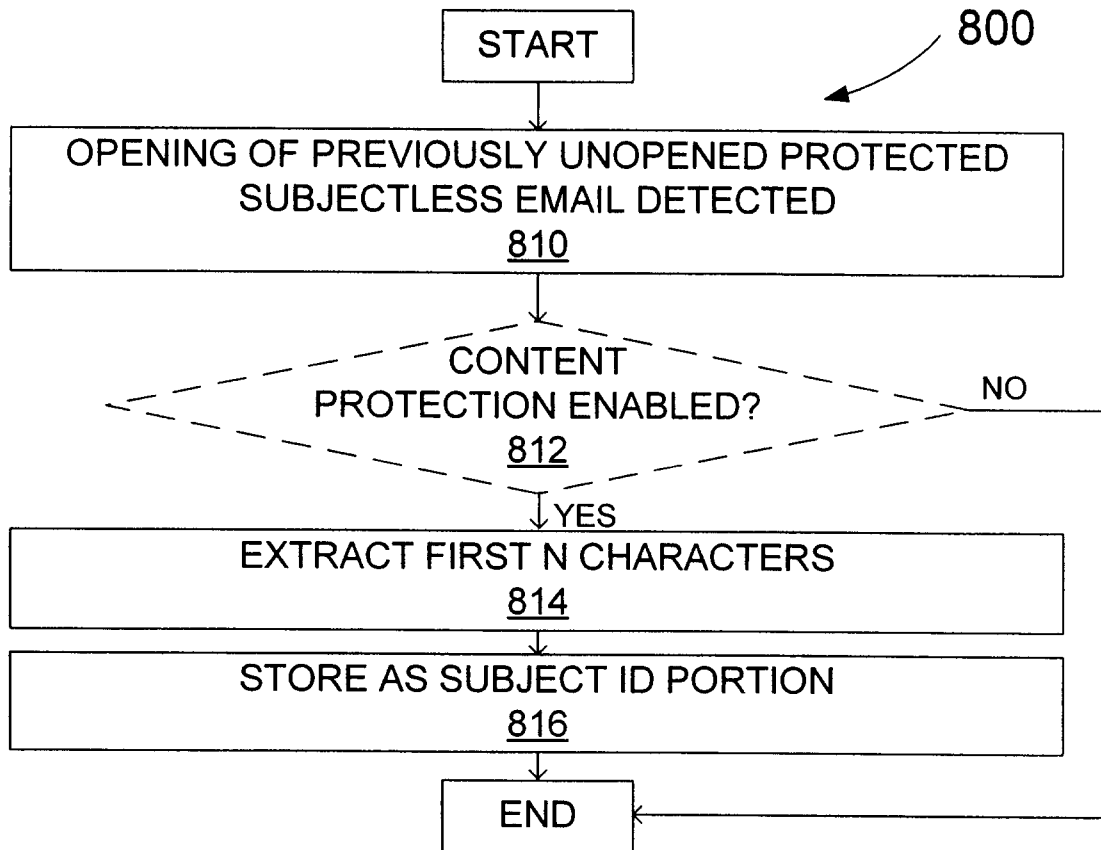 START
800
OPENING OF PREVIOUSLY UNOPENED PROTECTED
SUBJECTLESS EMAIL DETECTED
810
CONTENT
PROTECTION ENABLED?
812
NO
YES
EXTRACT FIRST N CHARACTERS
814
STORE AS SUBJECT ID PORTION
816
END